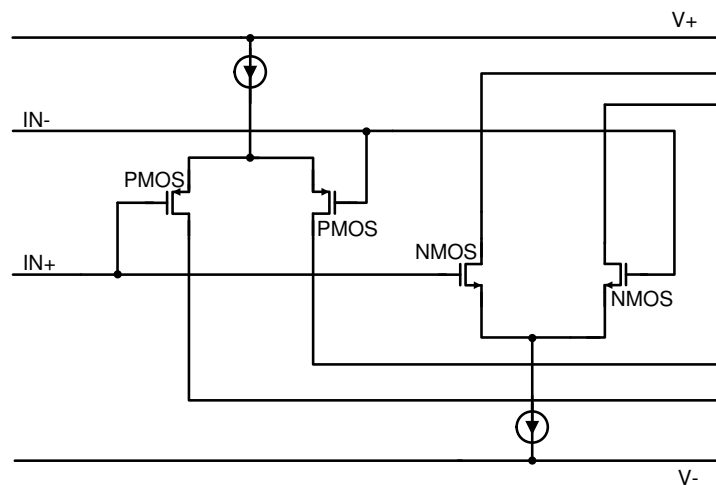 V+
IN-
PMOS
PMOS
NMOS
IN+
NMOS
V-